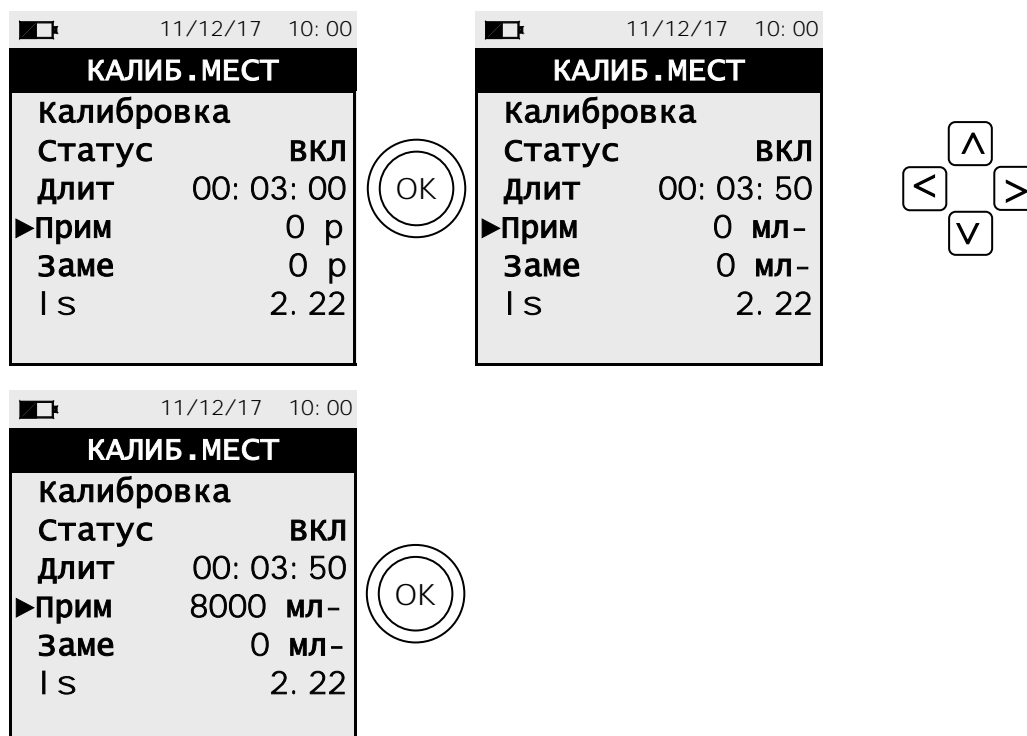 11/12/17 10:00
КАЛИБ.МЕСТ
Калибровка
Статус ВКЛ
Длит 00:03:00
▶Прим 0 р
Заме 0 р
Is 2.22
OK
11/12/17 10:00
КАЛИБ.МЕСТ
Калибровка
Статус ВКЛ
Длит 00:03:50
▶Прим 0 мл-
Заме 0 мл-
Is 2.22
11/12/17 10:00
КАЛИБ.МЕСТ
Калибровка
Статус ВКЛ
Длит 00:03:50
▶Прим 8000 мл-
Заме 0 мл-
Is 2.22
OK